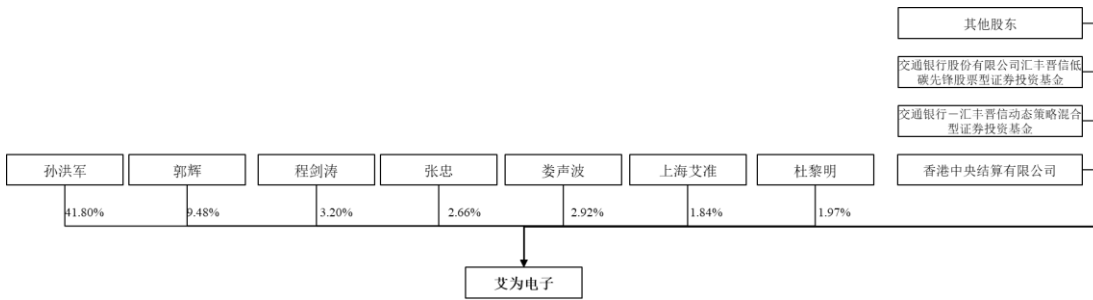 其他股东
交通银行股份有限公司汇丰晋信低
碳先锋股票型证券投资基金
交通银行－汇丰晋信动态策略混合
型证券投资基金
孙洪军
郭辉
程剑涛
张忠
娄声波
上海艾准
杜黎明
香港中央结算有限公司
41.80%
9.48%
3.20%
2.66%
2.92%
1.84%
1.97%
艾为电子